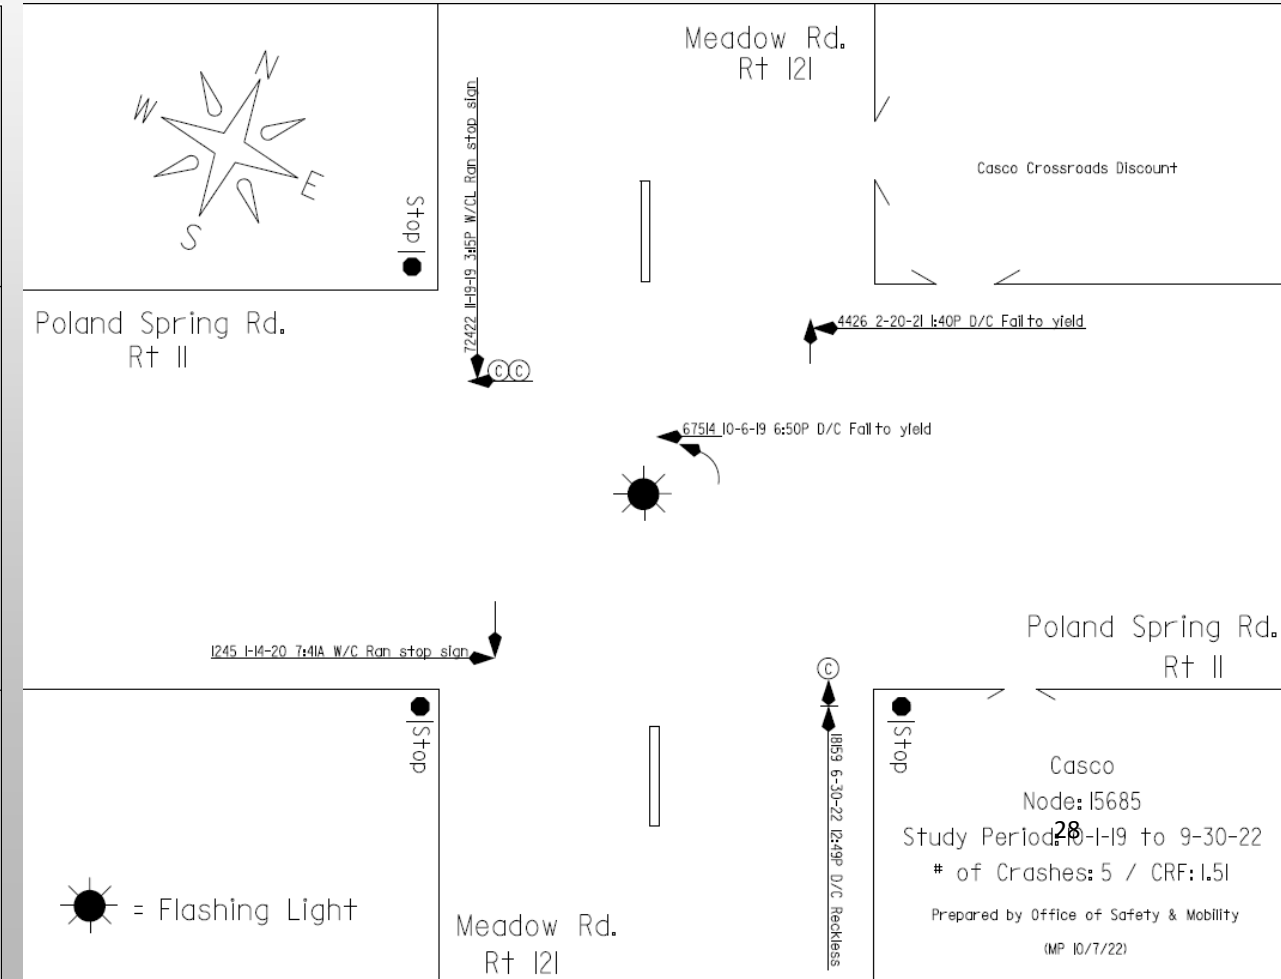 Meadow Rd.
Rt 121
N
W
E
S
Stop
72422 11-19-19 3:15P W/CL Ran stop sign
Casco Crossroads Discount
Poland Spring Rd.
Rt 11
C C
4426 2-20-21 1:40P D/C Fail to yield
67514 10-6-19 6:50P D/C Fail to yield
1245 1-14-20 7:41A W/C Ran stop sign
Poland Spring Rd.
Rt 11
C
Stop
18159 6-30-22 12:49P D/C Reckless
Stop
Casco
Node: 15685
28
Study Period: 10-1-19 to 9-30-22
# of Crashes: 5 / CRF: 1.51
Prepared by Office of Safety & Mobility
(MP 10/7/22)
= Flashing Light
Meadow Rd.
Rt 121